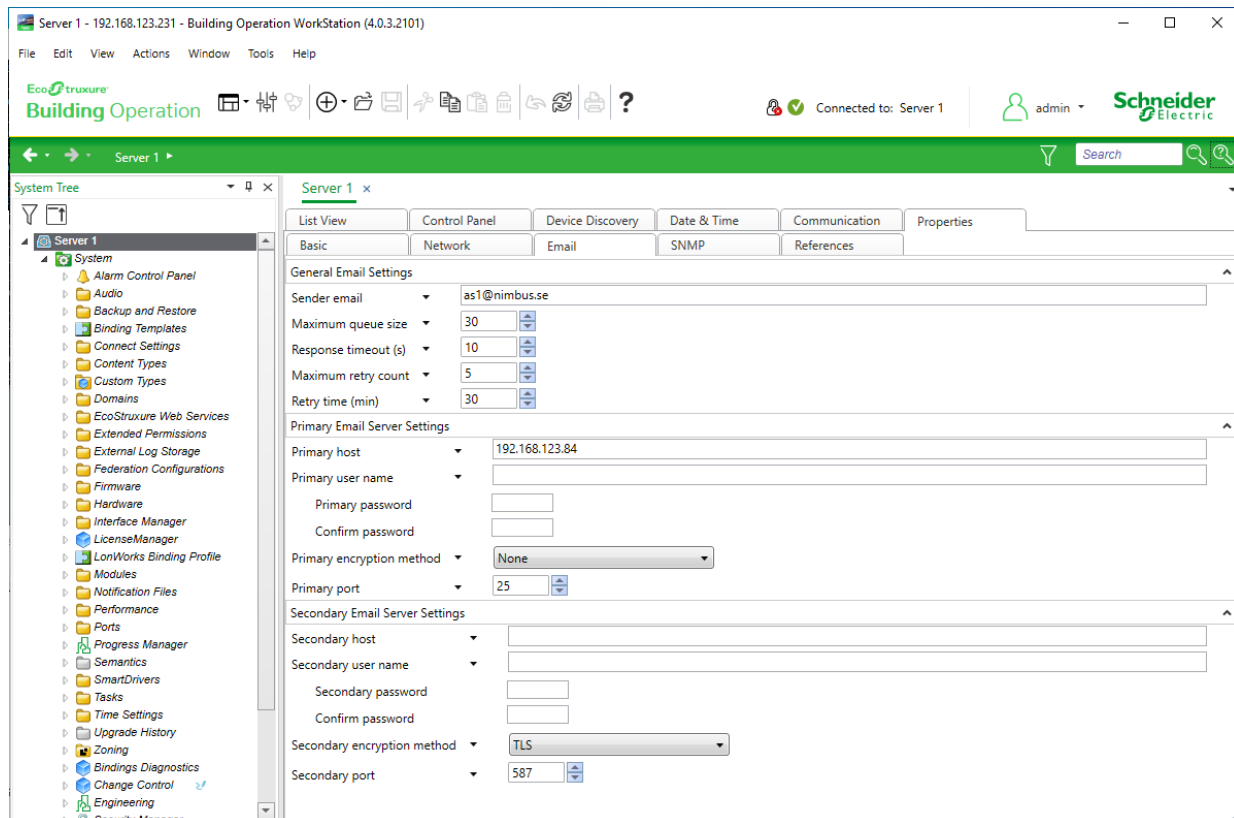 Server 1 - 192.168.123.231 - Building Operation WorkStation (4.0.3.2101)
File Edit View Actions Window Tools Help
EcoStruxure
Building Operation
Connected to: Server 1
admin
Schneider
Electric
Server 1
Search
System Tree
Server 1
System
Alarm Control Panel
Audio
Backup and Restore
Binding Templates
Connect Settings
Content Types
Custom Types
Domains
EcoStruxure Web Services
Extended Permissions
External Log Storage
Federation Configurations
Firmware
Hardware
Interface Manager
LicenseManager
LonWorks Binding Profile
Modules
Notification Files
Performance
Ports
Progress Manager
Semantics
SmartDrivers
Tasks
Time Settings
Upgrade History
Zoning
Bindings Diagnostics
Change Control
Engineering
Server 1 ×
List View Control Panel Device Discovery Date & Time Communication Properties
Basic Network Email SNMP References
General Email Settings
Sender email as1@nimbus.se
Maximum queue size 30
Response timeout (s) 10
Maximum retry count 5
Retry time (min) 30
Primary Email Server Settings
Primary host 192.168.123.84
Primary user name
Primary password
Confirm password
Primary encryption method None
Primary port 25
Secondary Email Server Settings
Secondary host
Secondary user name
Secondary password
Confirm password
Secondary encryption method TLS
Secondary port 587